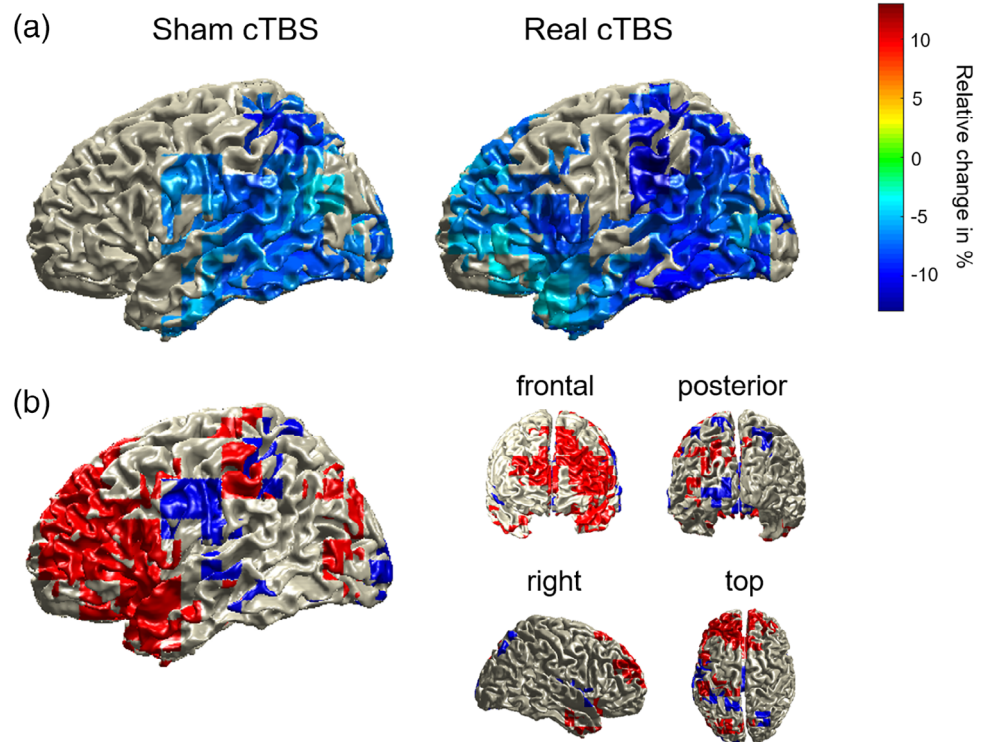 (a)
Sham cTBS
Real cTBS
10
5
0
-5
-10
Relative change in %
(b)
frontal
posterior
right
top